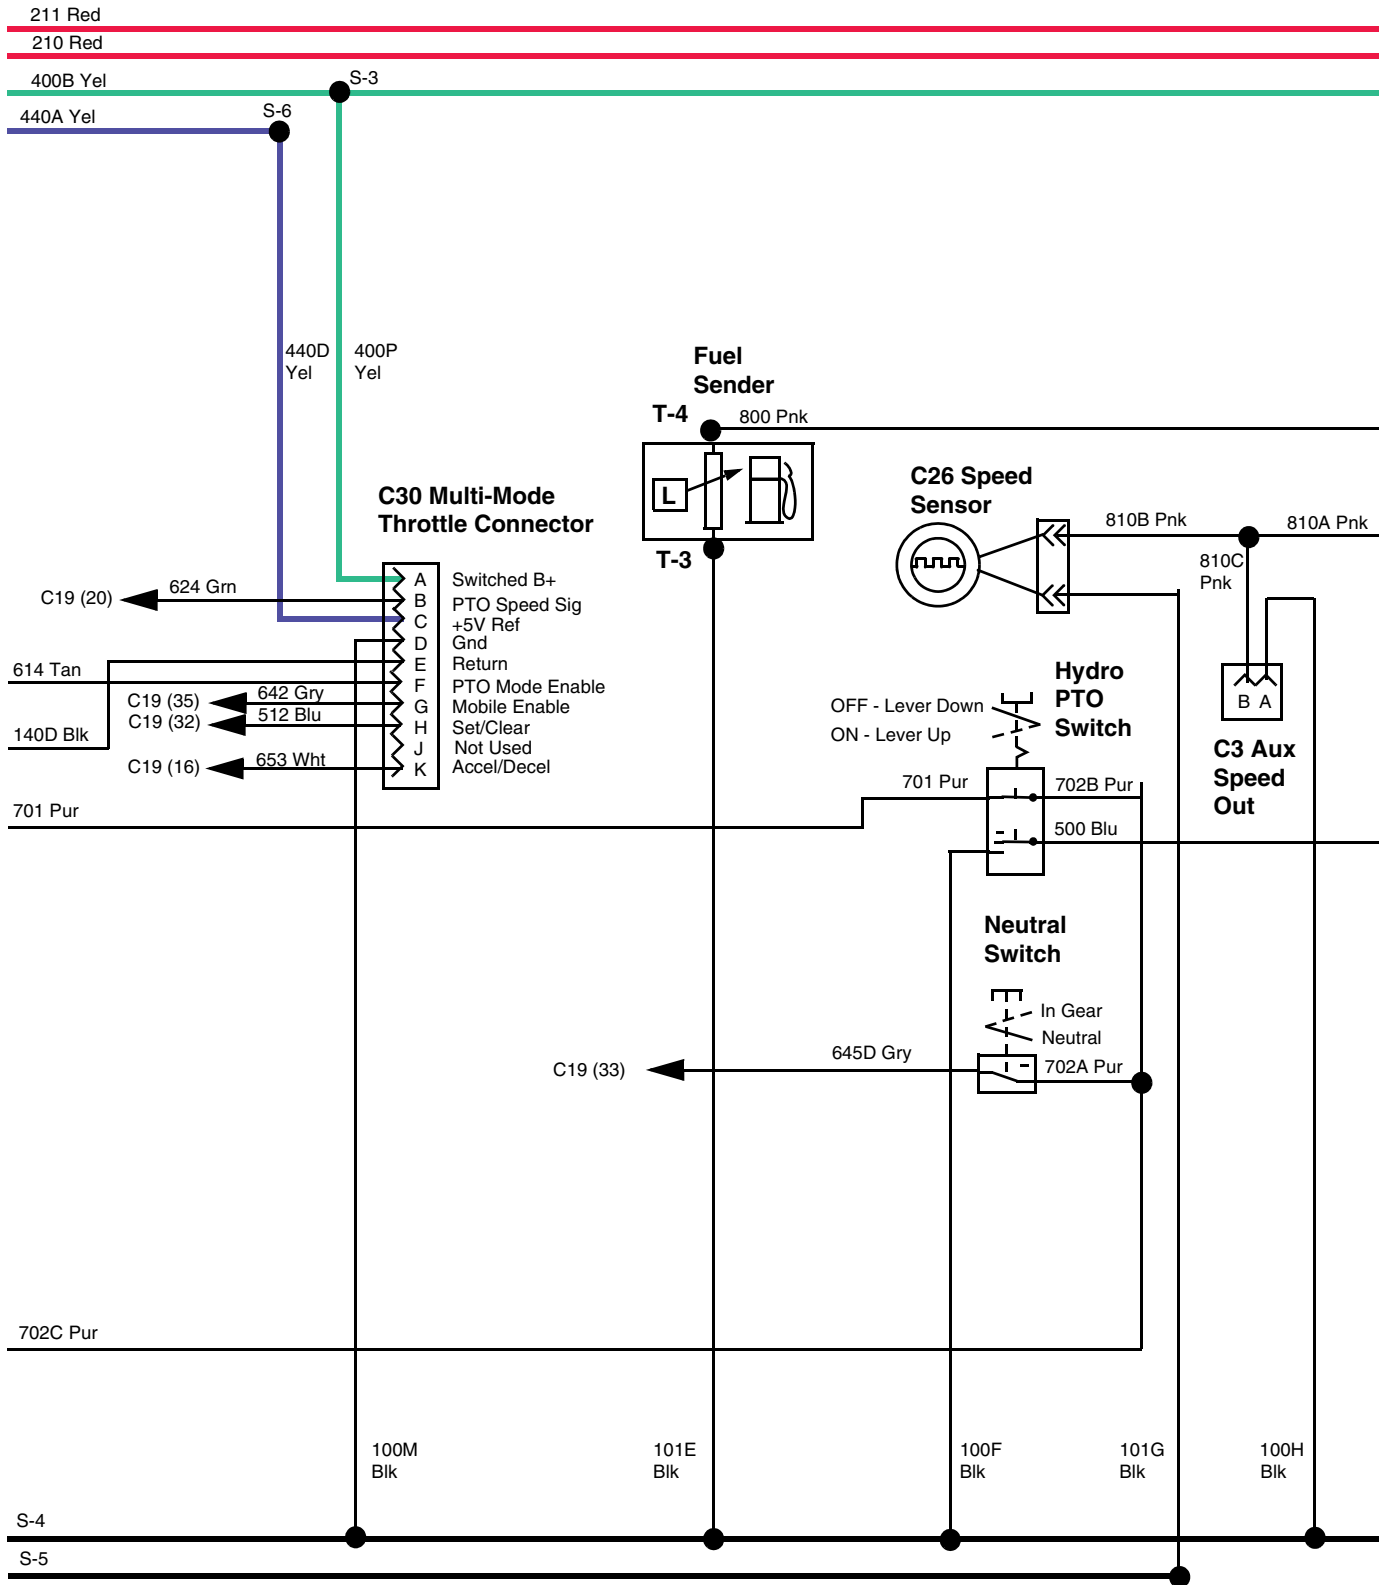 211 Red
210 Red
400B Yel
S-3
440A Yel
S-6
440D
Yel
400P
Yel
Fuel
Sender
T-4
800 Pnk
L
T-3
C26 Speed
Sensor
810B Pnk
810A Pnk
810C
Pnk
C30 Multi-Mode
Throttle Connector
A Switched B+
C19 (20) 624 Grn B PTO Speed Sig
C +5V Ref
D Gnd
E Return
614 Tan F PTO Mode Enable
C19 (35) 642 Gry G Mobile Enable
C19 (32) 512 Blu H Set/Clear
140D Blk J Not Used
C19 (16) 653 Wht K Accel/Decel
Hydro
PTO
Switch
OFF - Lever Down
ON - Lever Up
B A
C3 Aux
Speed
Out
701 Pur
701 Pur
702B Pur
500 Blu
Neutral
Switch
In Gear
Neutral
C19 (33)
645D Gry
702A Pur
702C Pur
100M
Blk
101E
Blk
100F
Blk
101G
Blk
100H
Blk
S-4
S-5